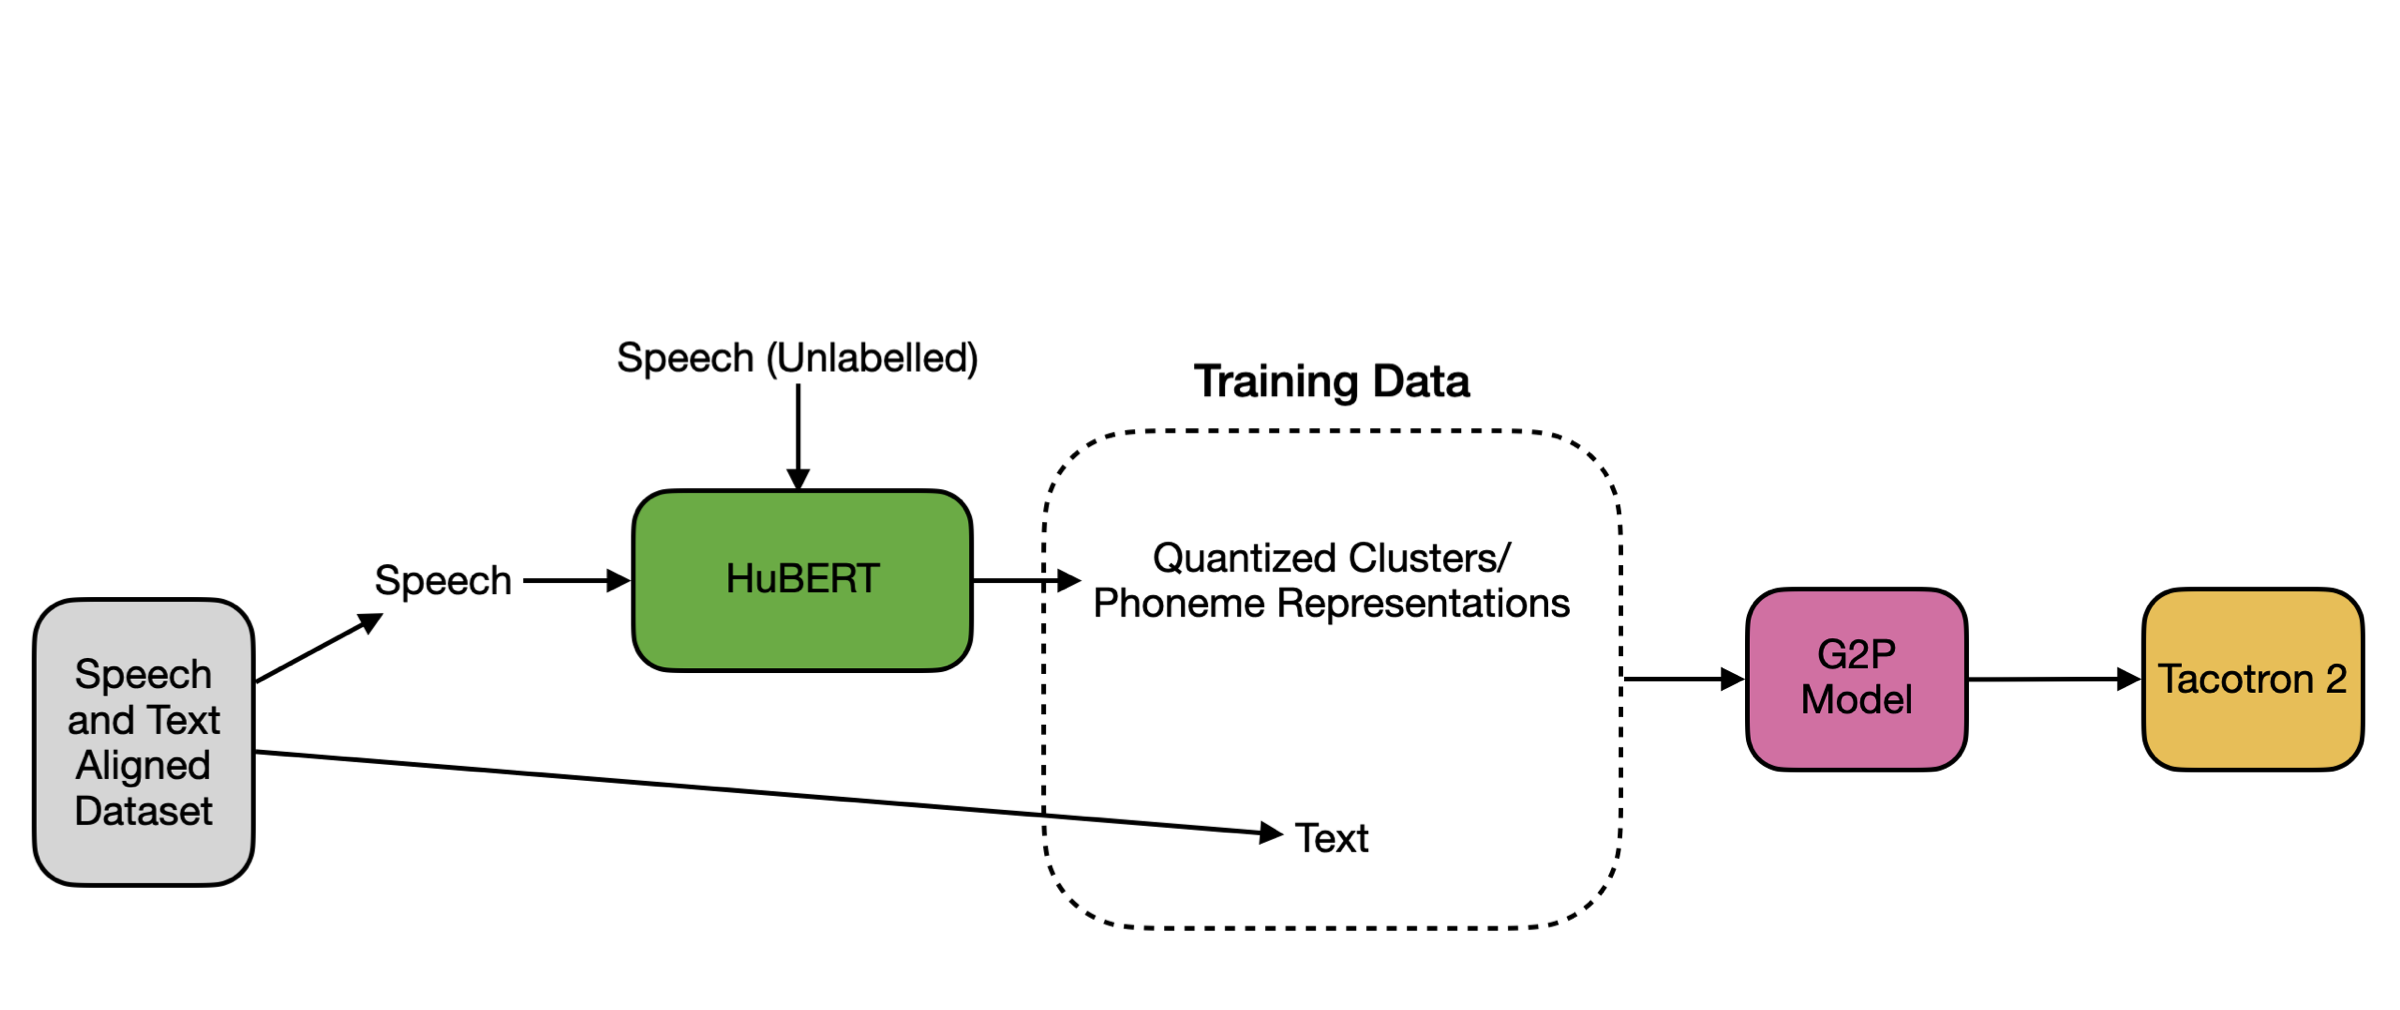 Speech (Unlabelled)
Training Data
Speech
HuBERT
Quantized Clusters/
Phoneme Representations
Speech
and Text
Aligned
Dataset
G2P
Model
Tacotron 2
Text